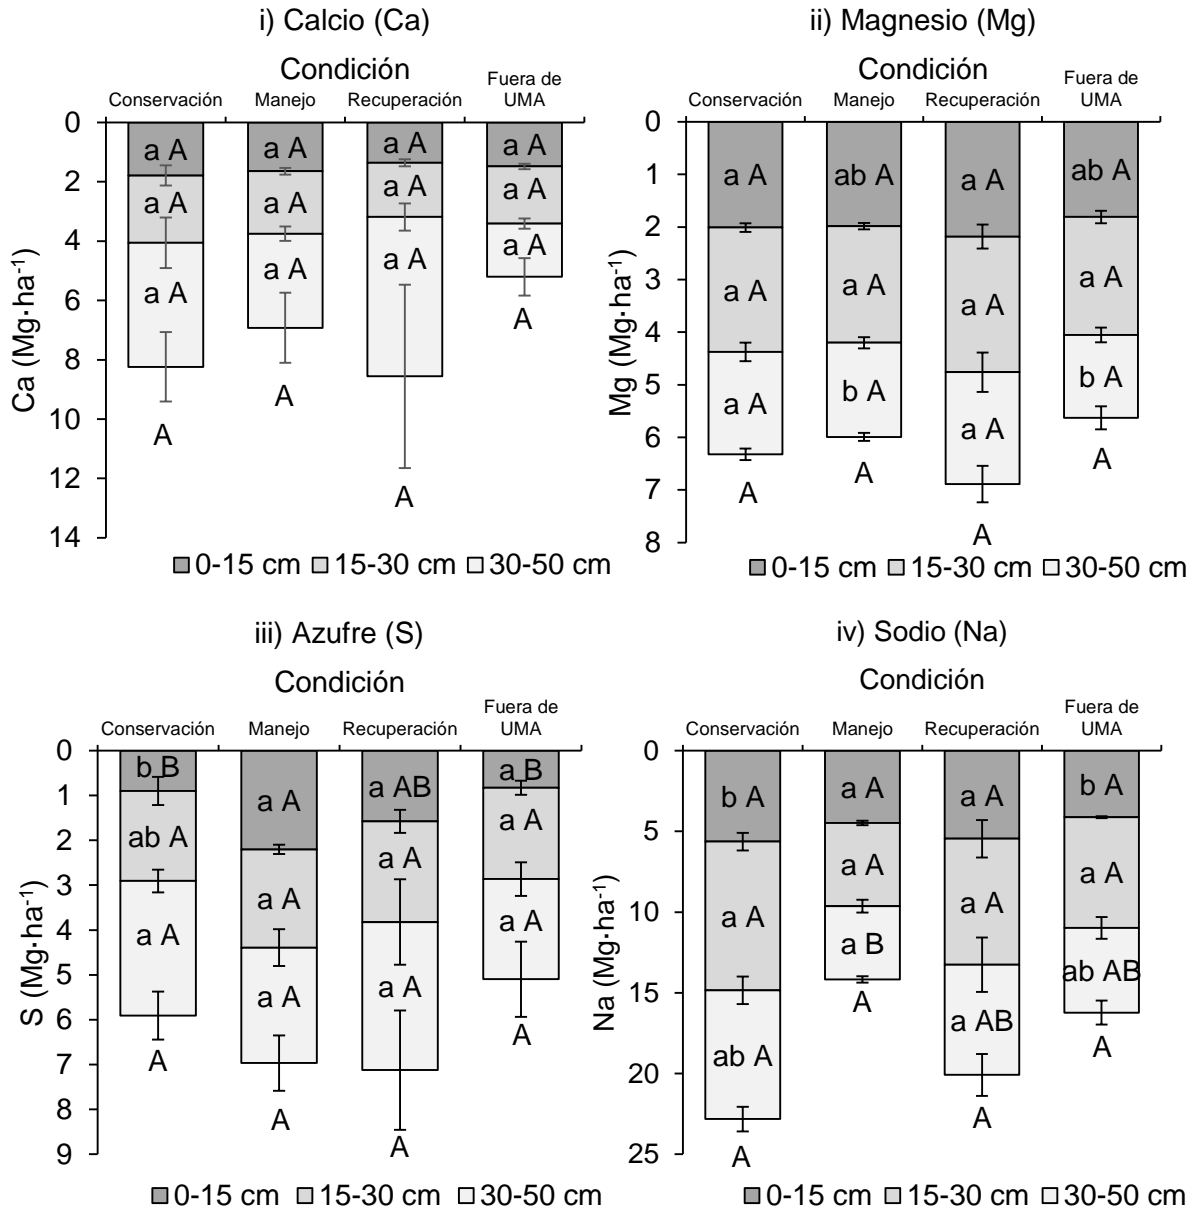 i) Calcio (Ca)
Condición
Conservación Manejo Recuperación Fuera de UMA
0
2
4
6
8
10
12
14
Ca (Mg·ha⁻¹)
a A a A a A a A
a A a A a A a A
a A a A a A a A
A A A A
0-15 cm 15-30 cm 30-50 cm
ii) Magnesio (Mg)
Condición
Conservación Manejo Recuperación Fuera de UMA
0
1
2
3
4
5
6
7
8
Mg (Mg·ha⁻¹)
a A ab A a A ab A
a A a A a A a A
a A b A a A b A
A A A A
0-15 cm 15-30 cm 30-50 cm
iii) Azufre (S)
Condición
Conservación Manejo Recuperación Fuera de UMA
0
1
2
3
4
5
6
7
8
9
S (Mg·ha⁻¹)
b B a A a AB a B
ab A a A a A a A
a A a A a A a A
A A A A
0-15 cm 15-30 cm 30-50 cm
iv) Sodio (Na)
Condición
Conservación Manejo Recuperación Fuera de UMA
0
5
10
15
20
25
Na (Mg·ha⁻¹)
b A a A a A b A
a A a A a A a A
ab A a B a AB ab AB
A A A A
0-15 cm 15-30 cm 30-50 cm